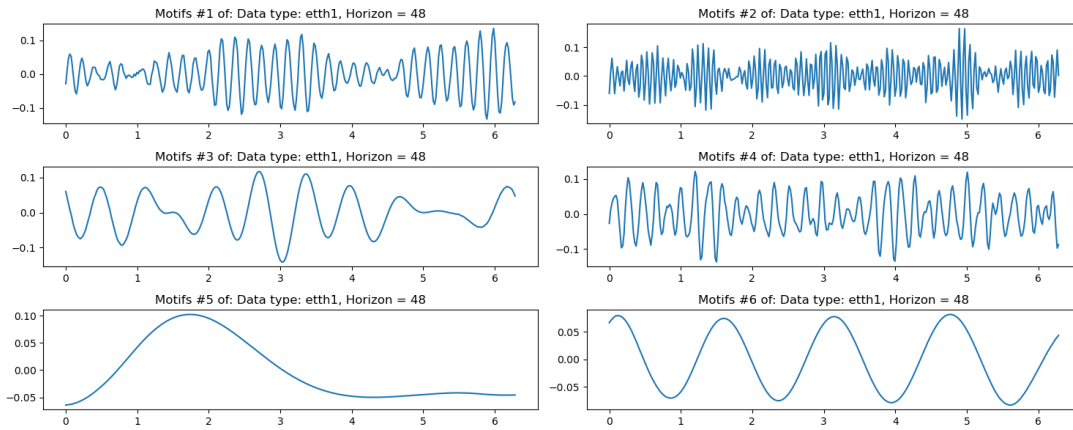 Motifs #1 of: Data type: etth1, Horizon = 48
0.1
0.0
−0.1
0 1 2 3 4 5 6
Motifs #2 of: Data type: etth1, Horizon = 48
0.1
0.0
−0.1
0 1 2 3 4 5 6
Motifs #3 of: Data type: etth1, Horizon = 48
0.1
0.0
−0.1
0 1 2 3 4 5 6
Motifs #4 of: Data type: etth1, Horizon = 48
0.1
0.0
−0.1
0 1 2 3 4 5 6
Motifs #5 of: Data type: etth1, Horizon = 48
0.10
0.05
0.00
−0.05
0 1 2 3 4 5 6
Motifs #6 of: Data type: etth1, Horizon = 48
0.05
0.00
−0.05
0 1 2 3 4 5 6